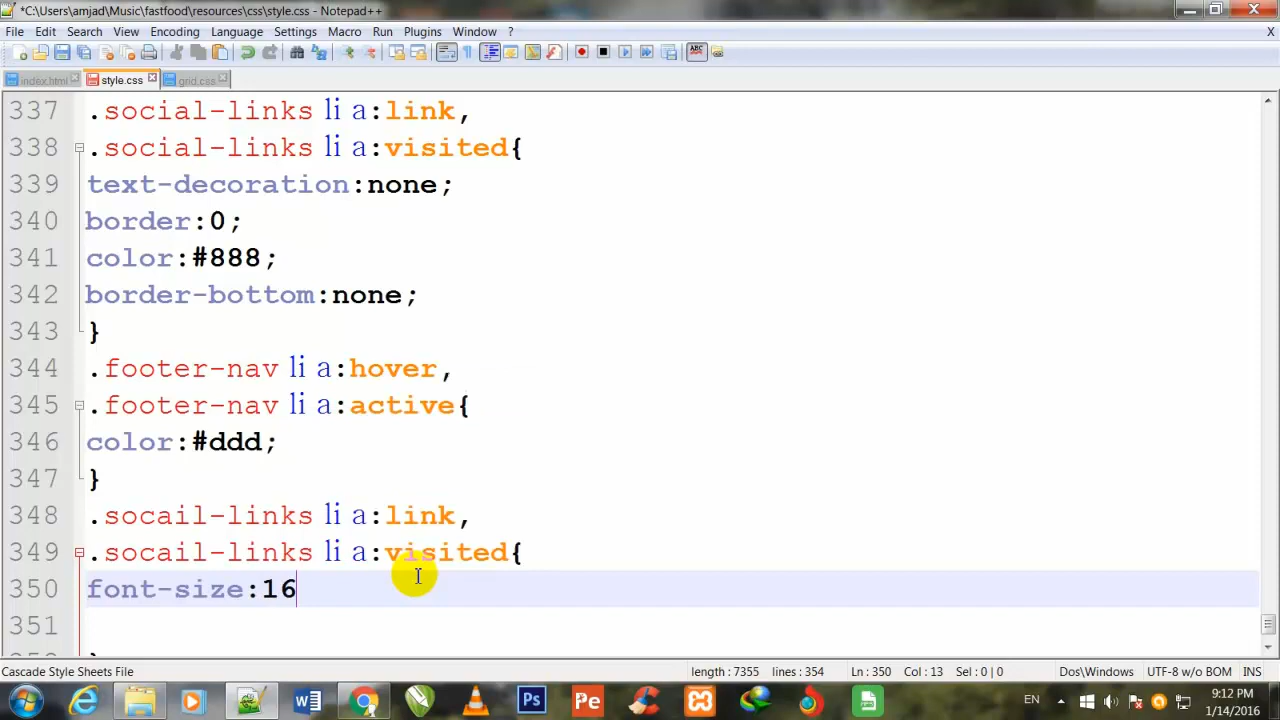 *C:\Users\amjad\Music\fastfood\resources\css\style.css - Notepad++
File Edit Search View Encoding Language Settings Macro Run Plugins Window ? X
index.html style.css grid.css
337 .social-links li a:link,
338 .social-links li a:visited{
339 text-decoration:none;
340 border:0;
341 color:#888;
342 border-bottom:none;
343 }
344 .footer-nav li a:hover,
345 .footer-nav li a:active{
346 color:#ddd;
347 }
348 .socail-links li a:link,
349 .socail-links li a:visited{
350 font-size:16
351
Cascade Style Sheets File length : 7355 lines : 354 Ln : 350 Col : 13 Sel : 0 | 0 Dos\Windows UTF-8 w/o BOM INS
W Ps Pe EN 9:12 PM
1/14/2016